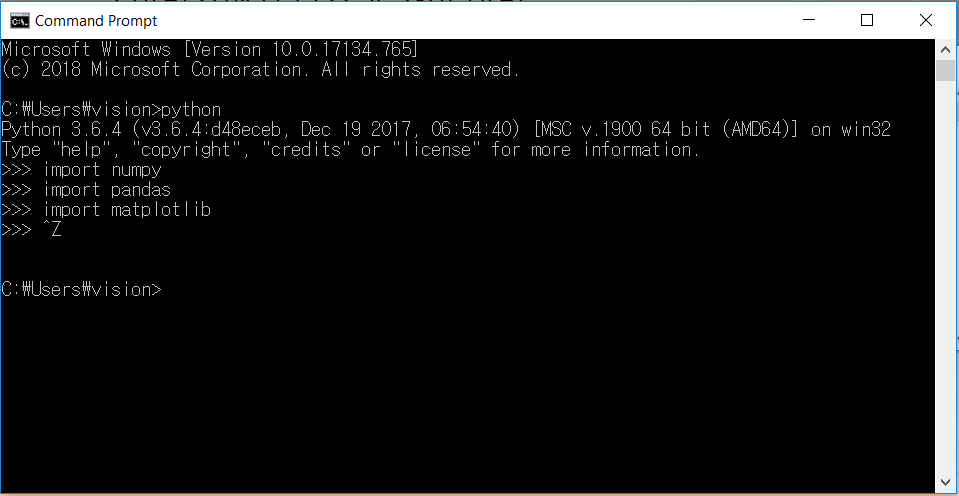 Command Prompt
Microsoft Windows [Version 10.0.17134.765]
(c) 2018 Microsoft Corporation. All rights reserved.
C:₩Users₩vision>python
Python 3.6.4 (v3.6.4:d48eceb, Dec 19 2017, 06:54:40) [MSC v.1900 64 bit (AMD64)] on win32
Type "help", "copyright", "credits" or "license" for more information.
>>> import numpy
>>> import pandas
>>> import matplotlib
>>> ^Z
C:₩Users₩vision>